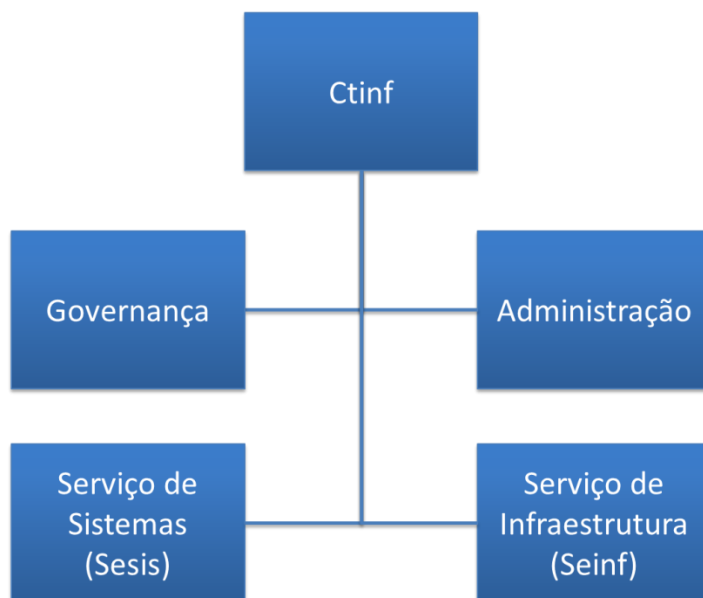 Ctinf
Governança
Administração
Serviço de
Sistemas
(Sesis)
Serviço de
Infraestrutura
(Seinf)